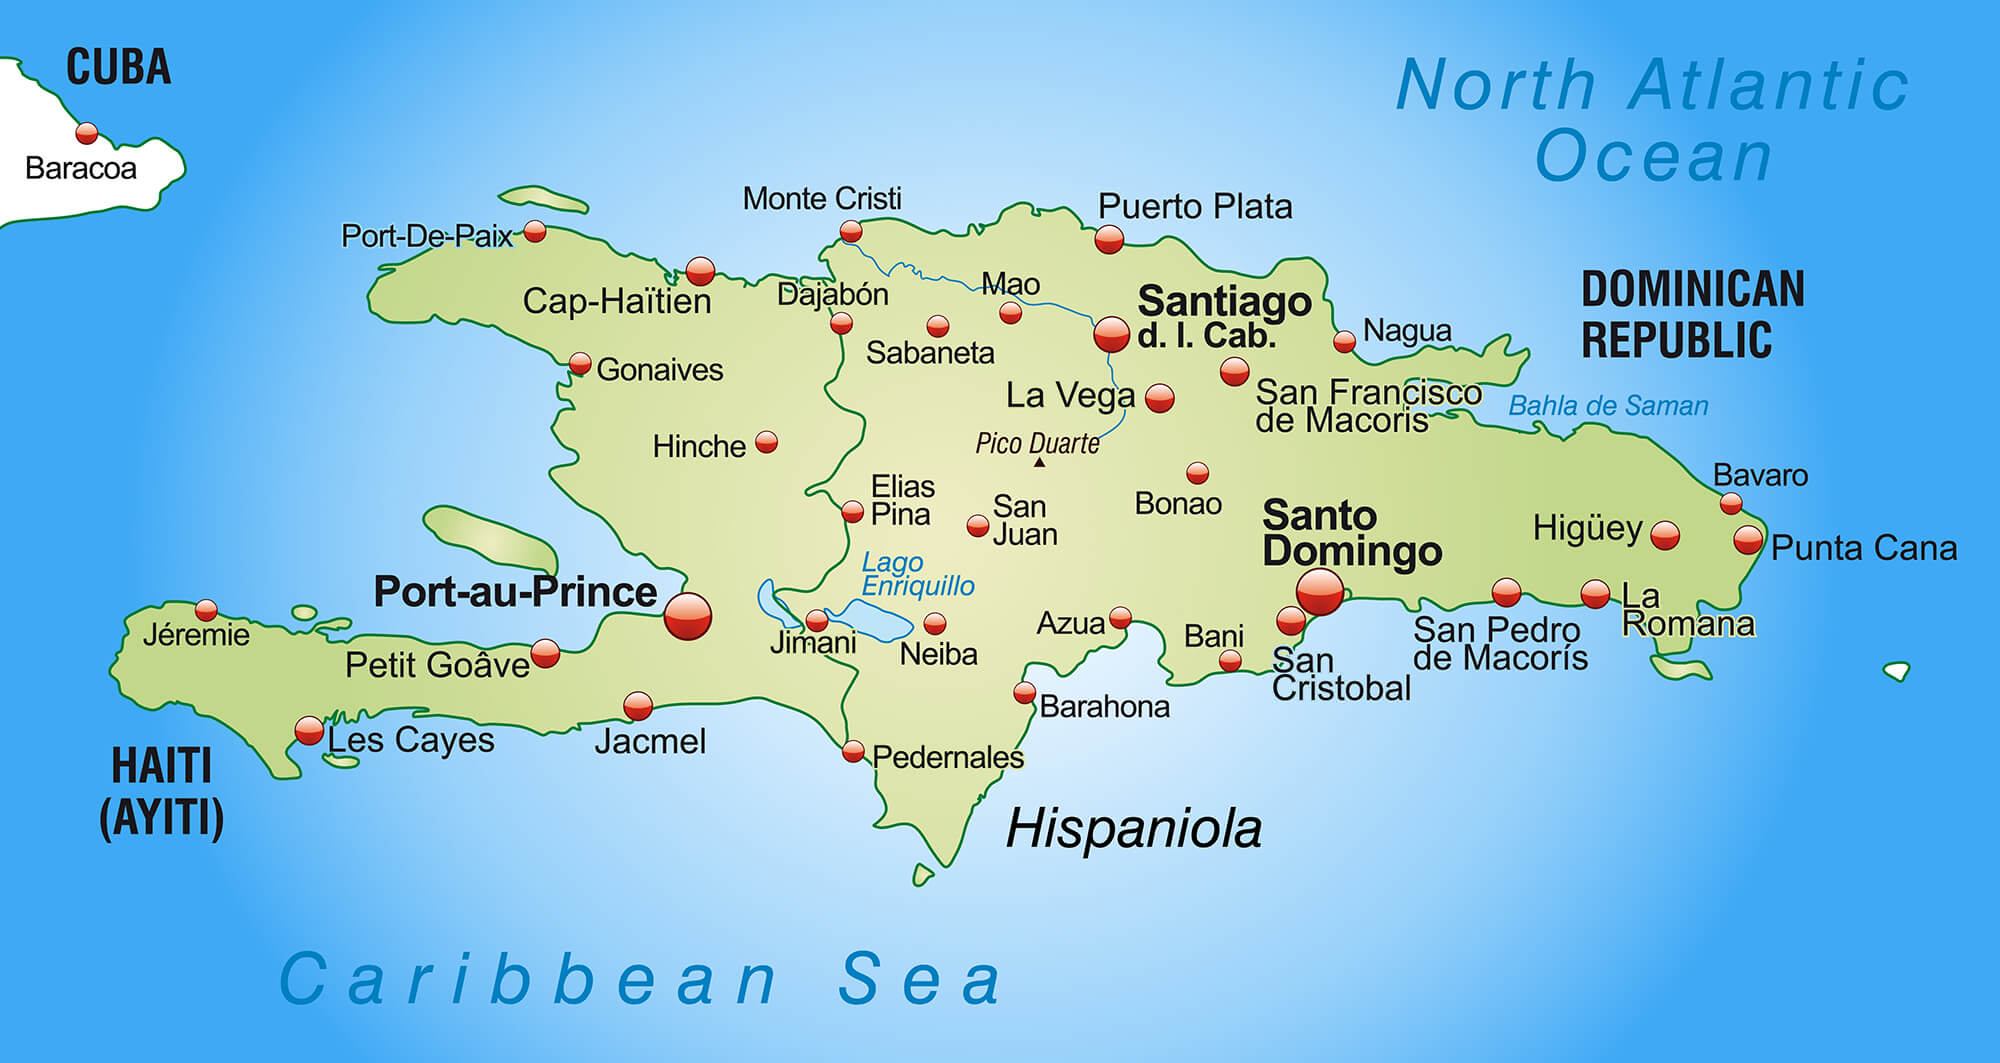 CUBA
Baracoa
North Atlantic
Ocean
Monte Cristi
Puerto Plata
Port-De-Paix
DOMINICAN
REPUBLIC
Cap-Haïtien
Dajabón
Mao
Santiago
d. l. Cab.
Nagua
Sabaneta
Gonaives
La Vega
San Francisco
de Macoris
Bahla de Saman
Hinche
Pico Duarte
Elias
Pina
San
Juan
Bonao
Bavaro
Santo
Domingo
Higüey
Punta Cana
Lago
Enriquillo
Port-au-Prince
Jérémie
Petit Goâve
Jimani
Neiba
Azua
Bani
San
Cristobal
San Pedro
de Macorís
La
Romana
Barahona
Les Cayes
Jacmel
Pedernales
HAITI
(AYITI)
Hispaniola
Caribbean Sea